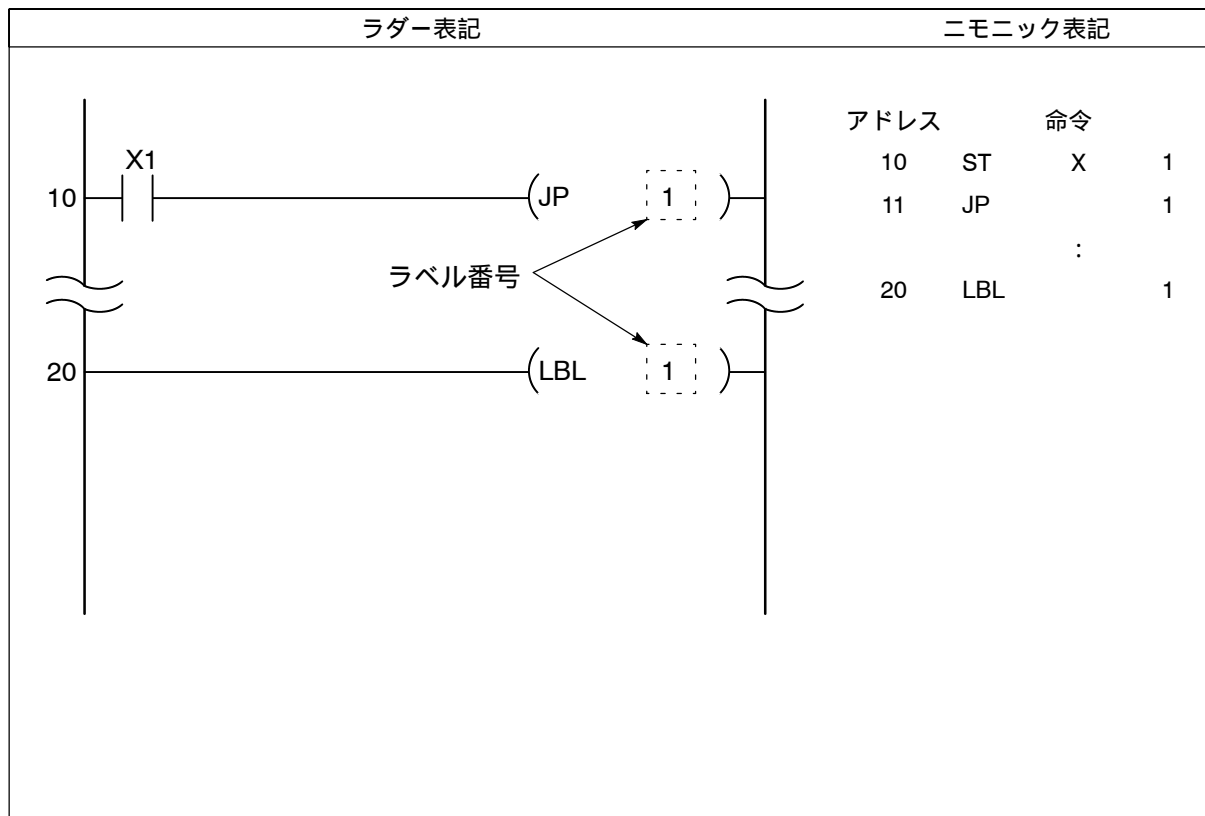 ラダー表記
ニモニック表記
X1
10
JP
1
ラベル番号
20
LBL
1
アドレス 命令
10 ST X 1
11 JP 1
:
20 LBL 1